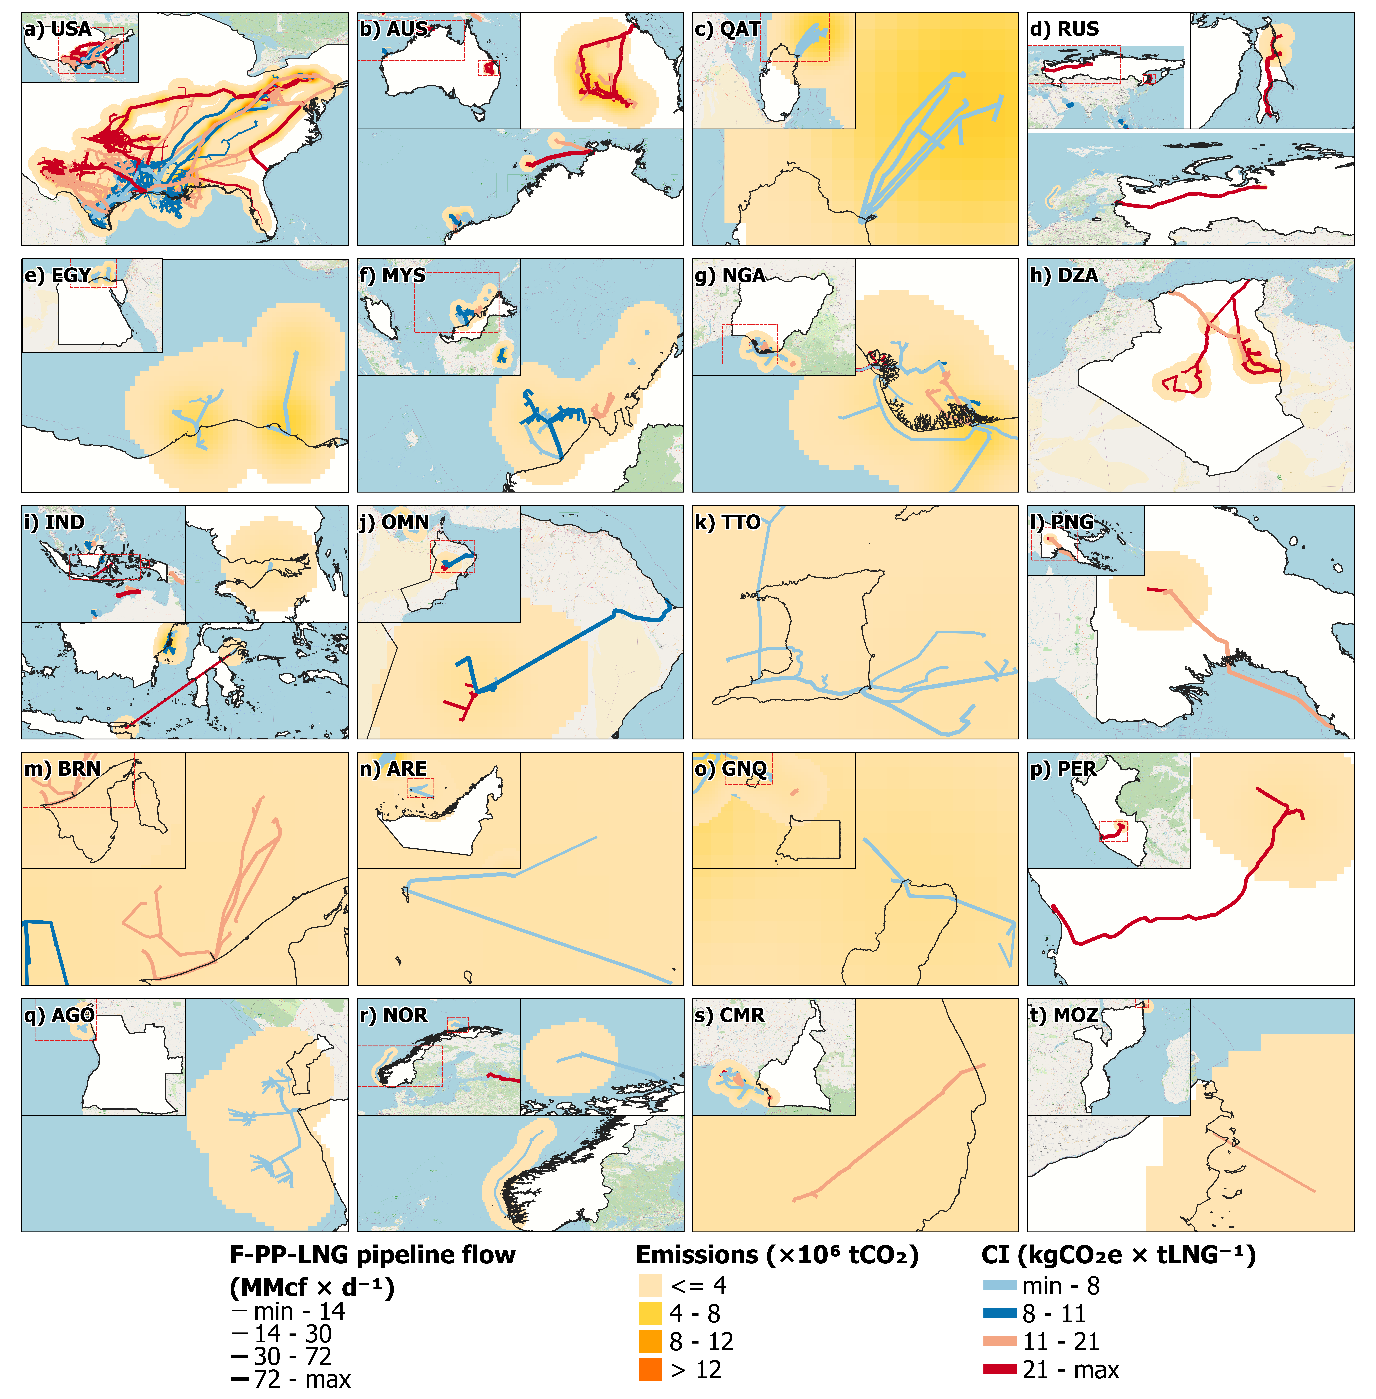 a) USA
b) AUS
c) QAT
d) RUS
e) EGY
f) MYS
g) NGA
h) DZA
i) IND
j) OMN
k) TTO
l) PNG
m) BRN
n) ARE
o) GNQ
p) PER
q) AGO
r) NOR
s) CMR
t) MOZ
F-PP-LNG pipeline flow
(MMcf × d⁻¹)
min - 14
14 - 30
30 - 72
72 - max
Emissions (×10⁶ tCO₂)
<= 4
4 - 8
8 - 12
> 12
CI (kgCO₂e × tLNG⁻¹)
min - 8
8 - 11
11 - 21
21 - max